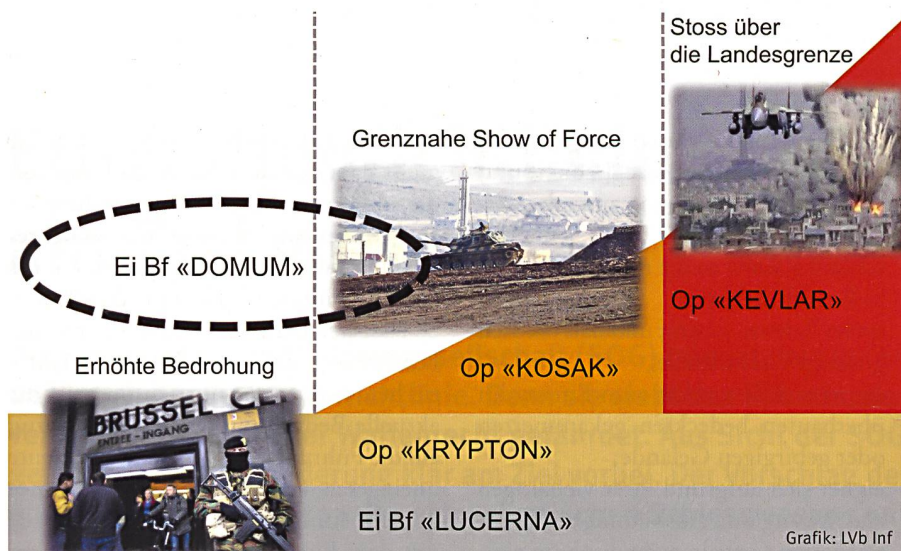 Stoss über
die Landesgrenze
Grenznahe Show of Force
Ei Bf «DOMUM»
Op «KEVLAR»
Erhöhte Bedrohung
Op «KOSAK»
BRUSSEL CE
ENTREE - INGANG
Op «KRYPTON»
Ei Bf «LUCERNA»
Grafik: LVb Inf